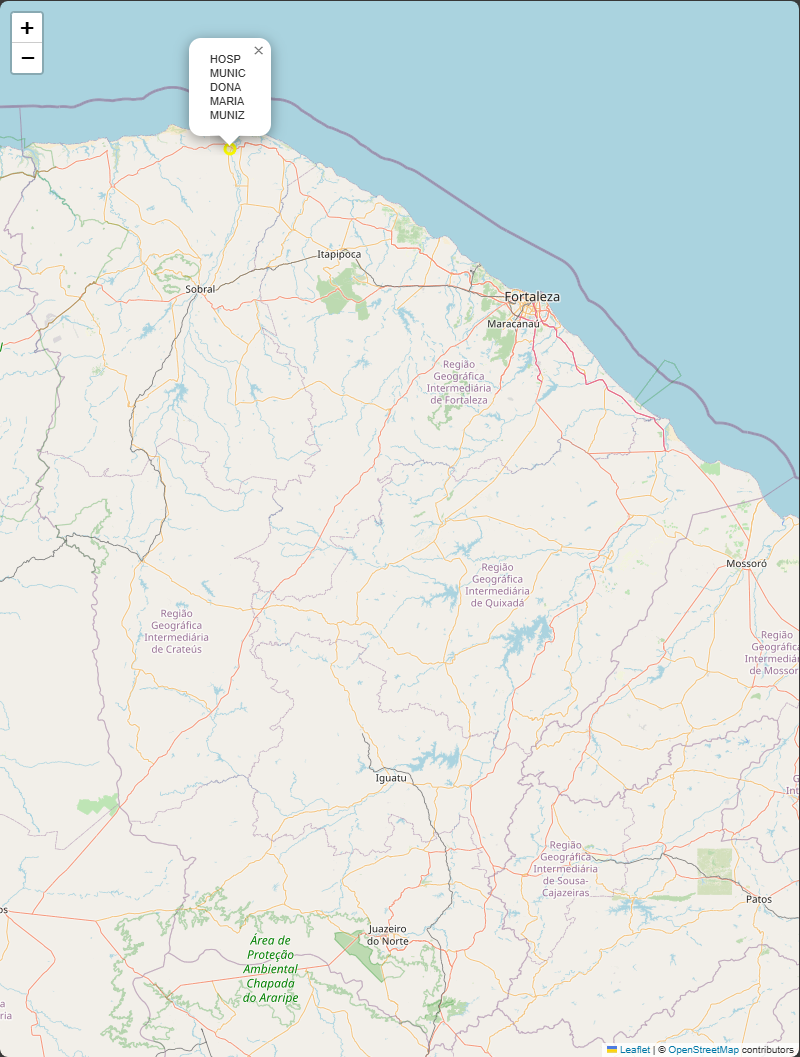 +
−
×
HOSP
MUNIC
DONA
MARIA
MUNIZ
Itapipoca
Sobral
Fortaleza
Maracanaú
Região
Geográfica
Intermediária
de Fortaleza
Mossoró
Região
Geográfica
Intermediária
de Quixadá
Região
Geográfica
Intermediária
de Crateús
Região
Geográfica
Intermediária
de Mossor
Iguatu
Região
Geográfica
Intermediária
de Sousa-
Cajazeiras
Patos
os
Juazeiro
do Norte
Área de
Proteção
Ambiental
Chapada
do Araripe
ria
Leaflet | © OpenStreetMap contributors